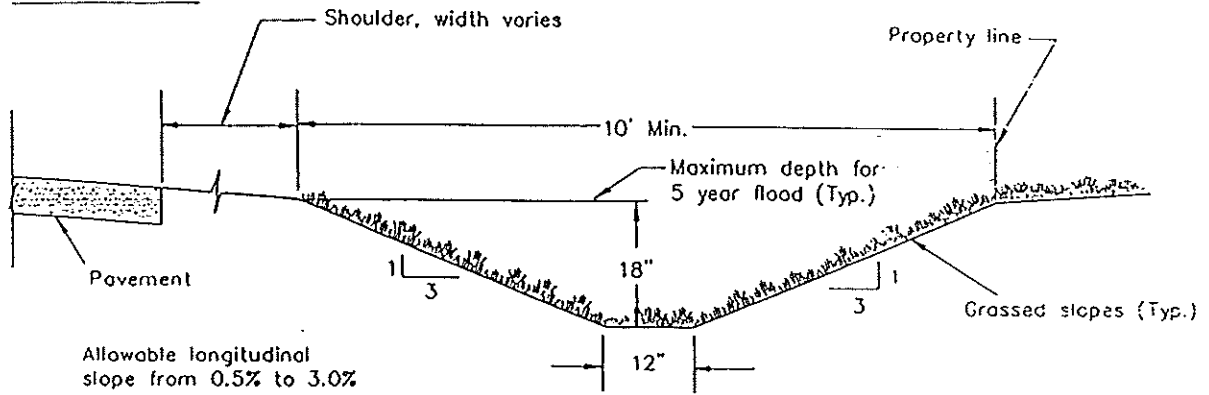 Shoulder, width varies
Property line
10' Min.
Maximum depth for
5 year flood (Typ.)
Pavement
1
3
18"
3
1
Grassed slopes (Typ.)
Allowable longitudinal
slope from 0.5% to 3.0%
12"